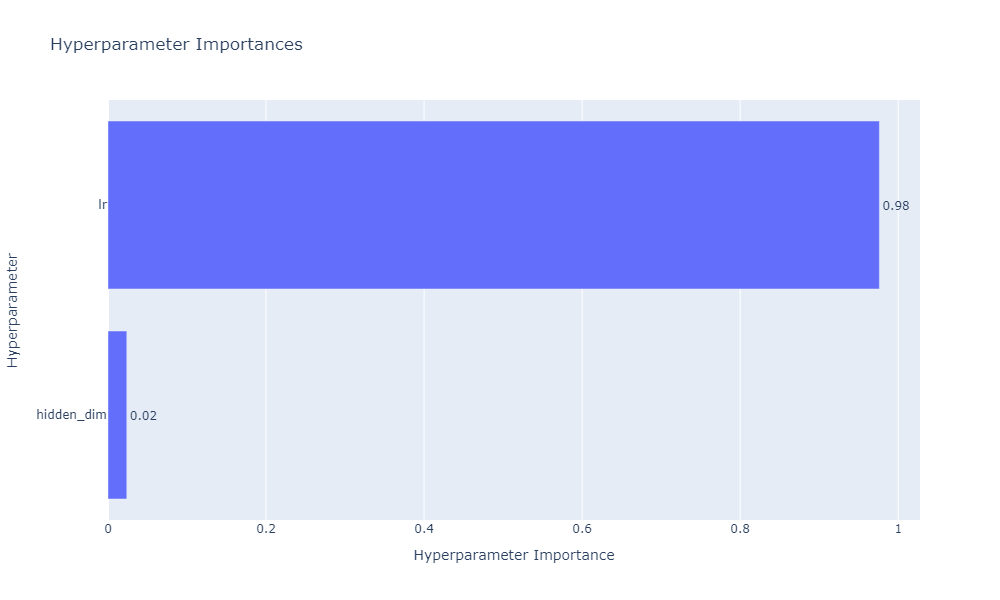 Hyperparameter Importances
Hyperparameter
lr
0.98
hidden_dim
0.02
0
0.2
0.4
0.6
0.8
1
Hyperparameter Importance